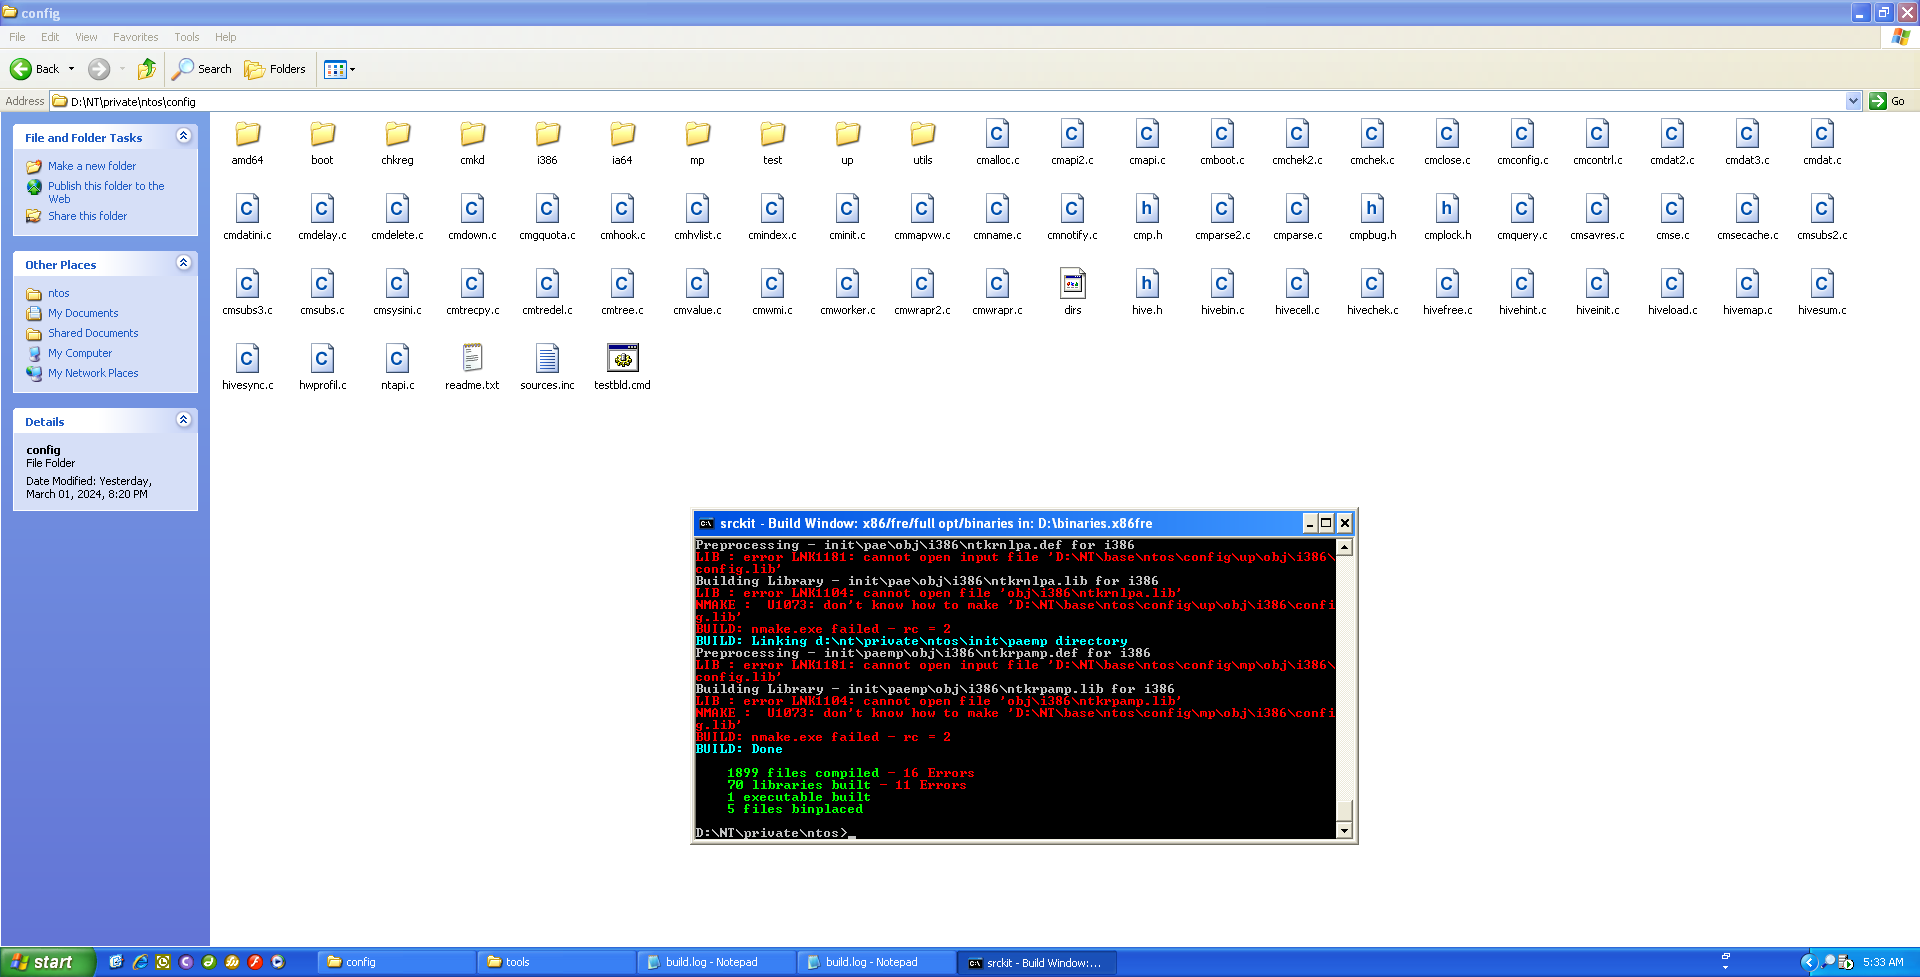 config
File Edit View Favorites Tools Help
Back Search Folders
Address D:\NT\private\ntos\config Go
File and Folder Tasks
Make a new folder
Publish this folder to the
Web
Share this folder
Other Places
ntos
My Documents
Shared Documents
My Computer
My Network Places
Details
config
File Folder
Date Modified: Yesterday,
March 01, 2024, 8:20 PM
amd64 boot chkreg cmkd i386 ia64 mp test up utils cmalloc.c cmapi2.c cmapi.c cmboot.c cmchek2.c cmchek.c cmclose.c cmconfig.c cmcontrl.c cmdat2.c cmdat3.c cmdat.c
cmdatini.c cmdelay.c cmdelete.c cmdown.c cmgquota.c cmhook.c cmhvlist.c cmindex.c cminit.c cmmapvw.c cmname.c cmnotify.c cmp.h cmparse2.c cmparse.c cmpbug.h cmplock.h cmquery.c cmsavres.c cmse.c cmsecache.c cmsubs2.c
cmsubs3.c cmsubs.c cmsysini.c cmtrecpy.c cmtredel.c cmtree.c cmvalue.c cmwmi.c cmworker.c cmwrapr2.c cmwrapr.c dirs hive.h hivebin.c hivecell.c hivechek.c hivefree.c hivehint.c hiveinit.c hiveload.c hivemap.c hivesum.c
hivesync.c hwprofil.c ntapi.c readme.txt sources.inc testbld.cmd
srckit - Build Window: x86/fre/full opt/binaries in: D:\binaries.x86fre
Preprocessing - init\pae\obj\i386\ntkrnlpa.def for i386
LIB : error LNK1181: cannot open input file 'D:\NT\base\ntos\config\up\obj\i386\
config.lib'
Building Library - init\pae\obj\i386\ntkrnlpa.lib for i386
LIB : error LNK1104: cannot open file 'obj\i386\ntkrnlpa.lib'
NMAKE :  U1073: don't know how to make 'D:\NT\base\ntos\config\up\obj\i386\confi
g.lib'
BUILD: nmake.exe failed - rc = 2
BUILD: Linking d:\nt\private\ntos\init\paemp directory
Preprocessing - init\paemp\obj\i386\ntkrpamp.def for i386
LIB : error LNK1181: cannot open input file 'D:\NT\base\ntos\config\mp\obj\i386\
config.lib'
Building Library - init\paemp\obj\i386\ntkrpamp.lib for i386
LIB : error LNK1104: cannot open file 'obj\i386\ntkrpamp.lib'
NMAKE :  U1073: don't know how to make 'D:\NT\base\ntos\config\mp\obj\i386\confi
g.lib'
BUILD: nmake.exe failed - rc = 2
BUILD: Done
1899 files compiled - 16 Errors
70 libraries built - 11 Errors
1 executable built
5 files binplaced
D:\NT\private\ntos>_
start config tools build.log - Notepad build.log - Notepad srckit - Build Window:... 5:33 AM